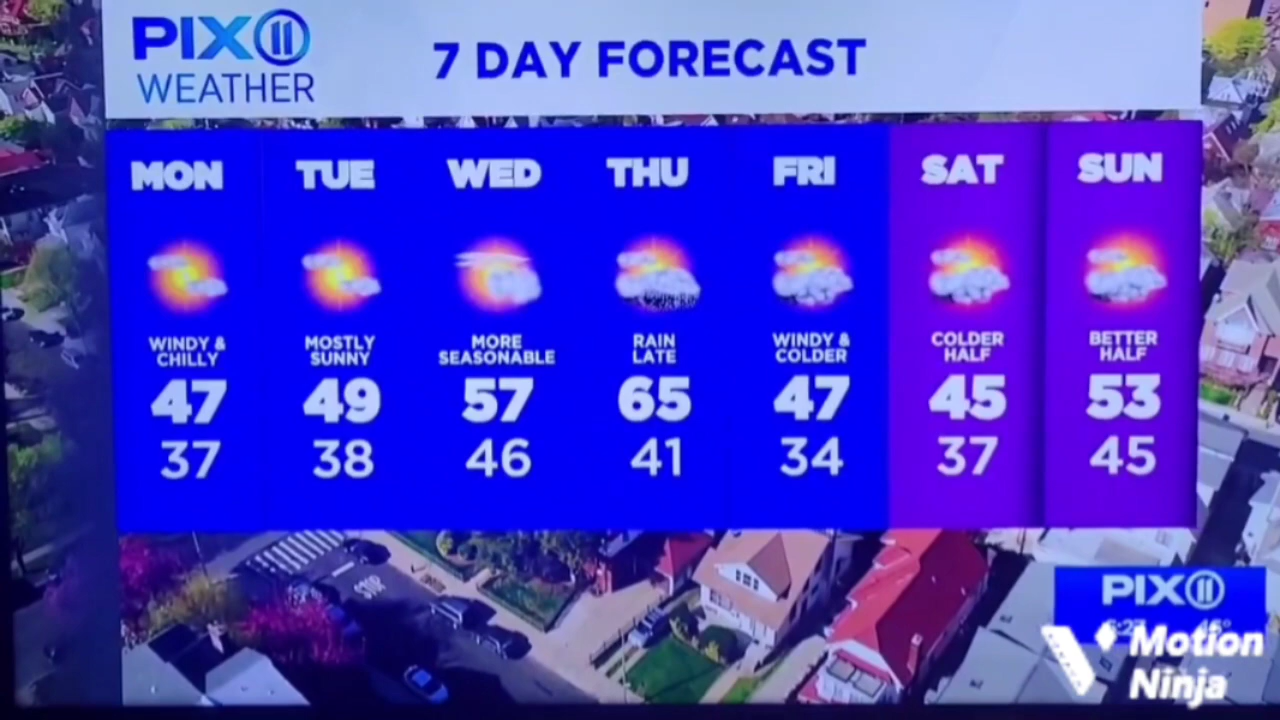 PIX11
WEATHER
7 DAY FORECAST
MON TUE WED THU FRI SAT SUN
WINDY &
CHILLY
MOSTLY
SUNNY
MORE
SEASONABLE
RAIN
LATE
WINDY &
COLDER
COLDER
HALF
BETTER
HALF
47 49 57 65 47 45 53
37 38 46 41 34 37 45
STOP
PIX11
Motion
Ninja